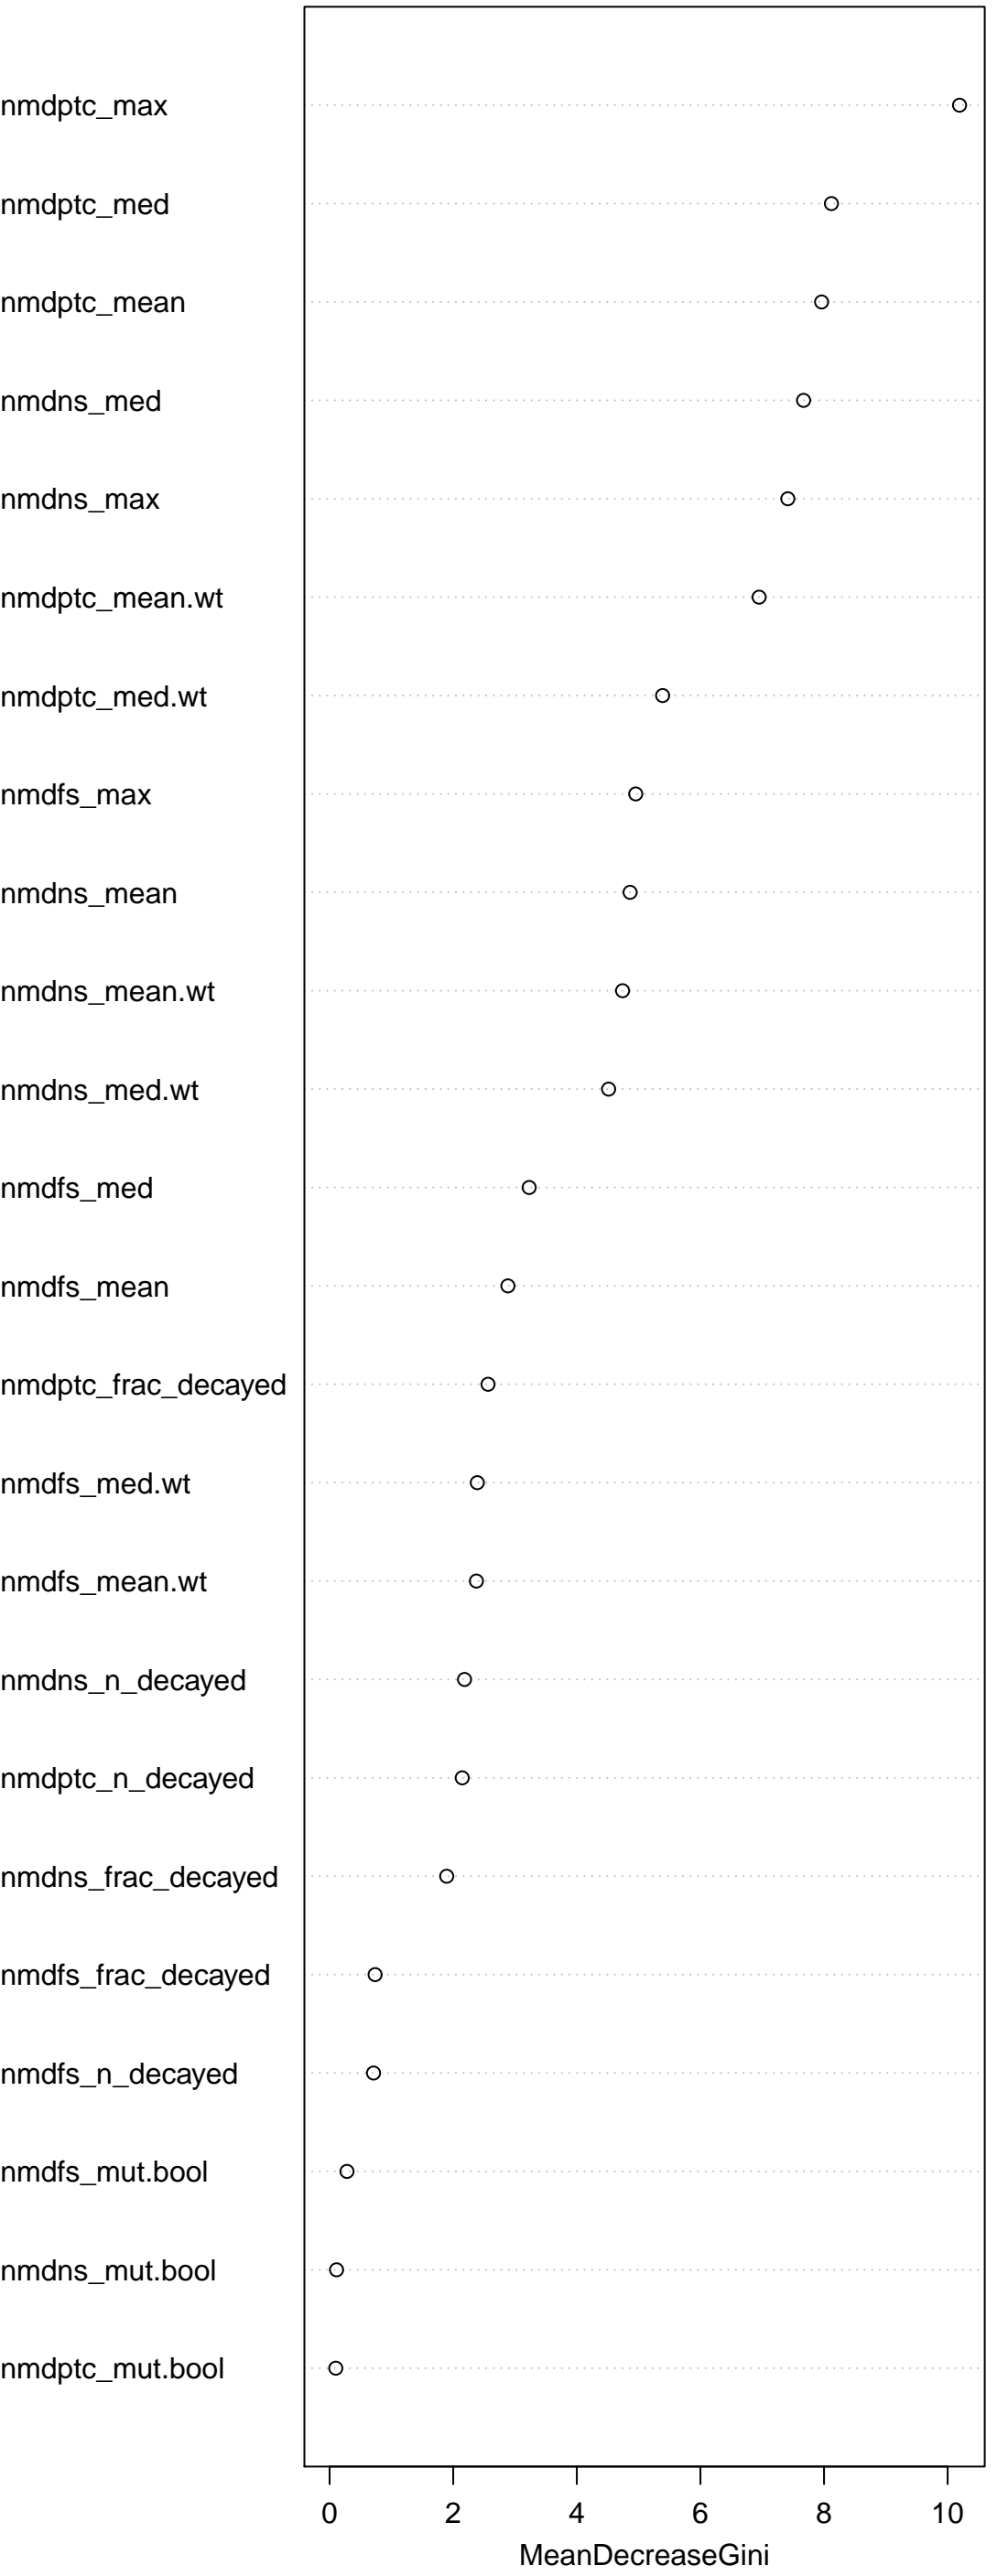 nmdptc_max
nmdptc_med
nmdptc_mean
nmdns_med
nmdns_max
nmdptc_mean.wt
nmdptc_med.wt
nmdfs_max
nmdns_mean
nmdns_mean.wt
nmdns_med.wt
nmdfs_med
nmdfs_mean
nmdptc_frac_decayed
nmdfs_med.wt
nmdfs_mean.wt
nmdns_n_decayed
nmdptc_n_decayed
nmdns_frac_decayed
nmdfs_frac_decayed
nmdfs_n_decayed
nmdfs_mut.bool
nmdns_mut.bool
nmdptc_mut.bool
0 2 4 6 8 10
MeanDecreaseGini